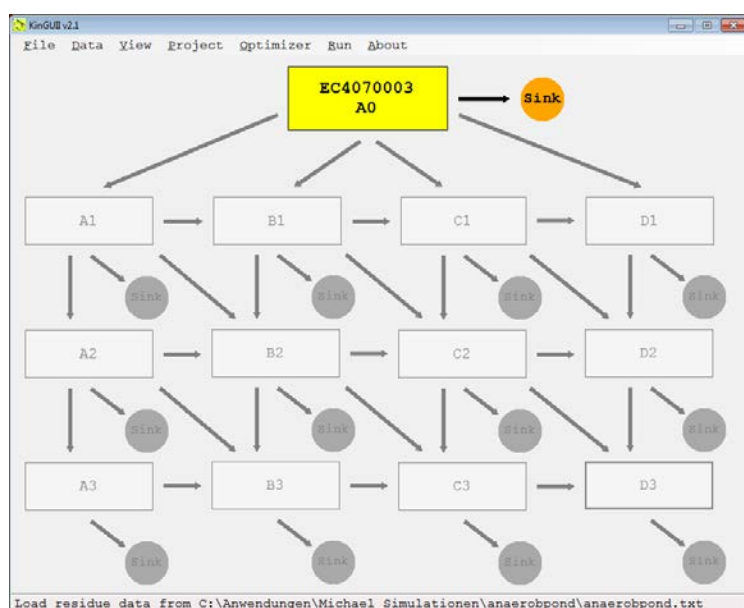 KinGUII v2.1
File Data View Project Optimizer Run About
EC4070003
A0
Sink
A1 B1 C1 D1
Sink Sink Sink Sink
A2 B2 C2 D2
Sink Sink Sink Sink
A3 B3 C3 D3
Sink Sink Sink Sink
Load residue data from C:\Anwendungen\Michael Simulationen\anaerobpond\anaerobpond.txt